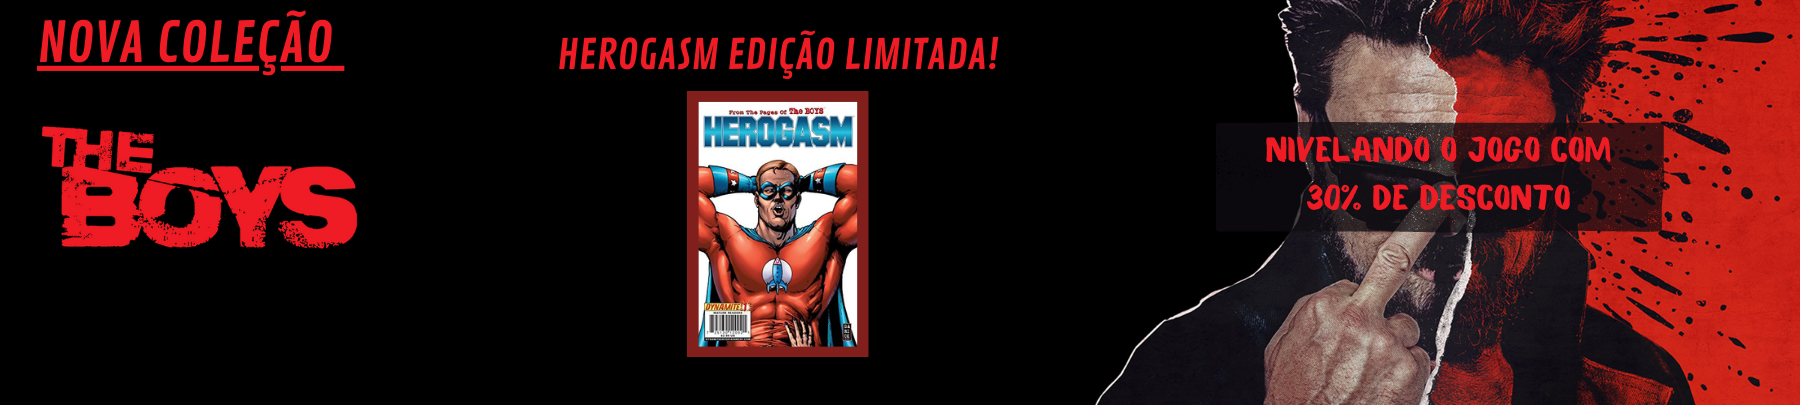 NOVA COLEÇÃO
THE
BOYS
HEROGASM EDIÇÃO LIMITADA!
From The Pages Of The BOYS
HEROGASM
DYNAMITE
NIVELANDO O JOGO COM
30% DE DESCONTO